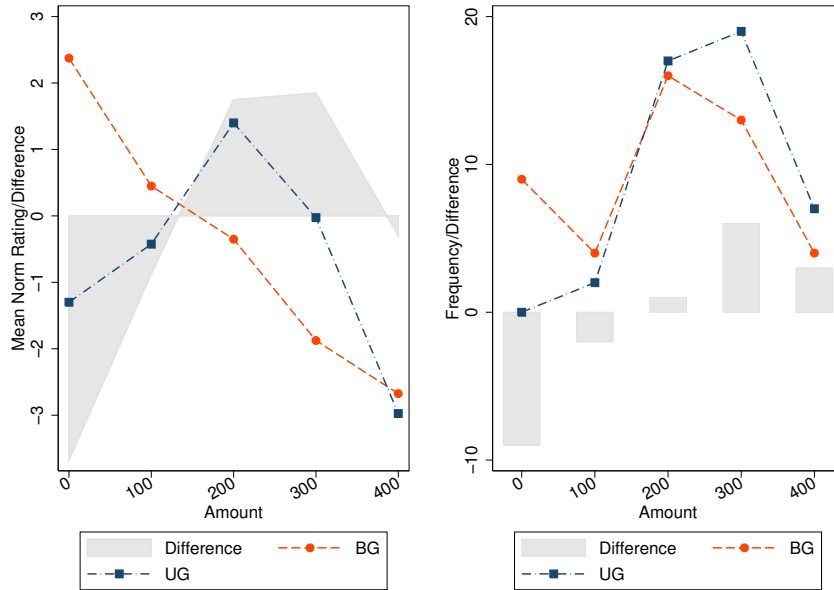 Mean Norm Rating/Difference
3
2
1
0
−1
−2
−3
0
100
200
300
400
Amount
Difference
BG
UG
Frequency/Difference
20
10
0
−10
0
100
200
300
400
Amount
Difference
BG
UG